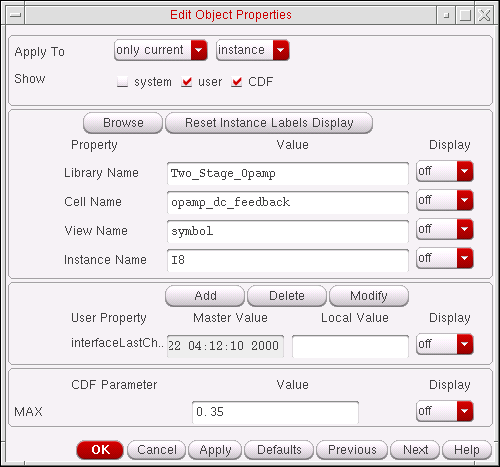 Edit Object Properties
Apply To only current instance
Show system user CDF
Browse Reset Instance Labels Display
Property Value Display
Library Name Two_Stage_Opamp off
Cell Name opamp_dc_feedback off
View Name symbol off
Instance Name I8 off
Add Delete Modify
User Property Master Value Local Value Display
interfaceLastCh.. 22 04:12:10 2000 off
CDF Parameter Value Display
MAX 0.35 off
OK Cancel Apply Defaults Previous Next Help